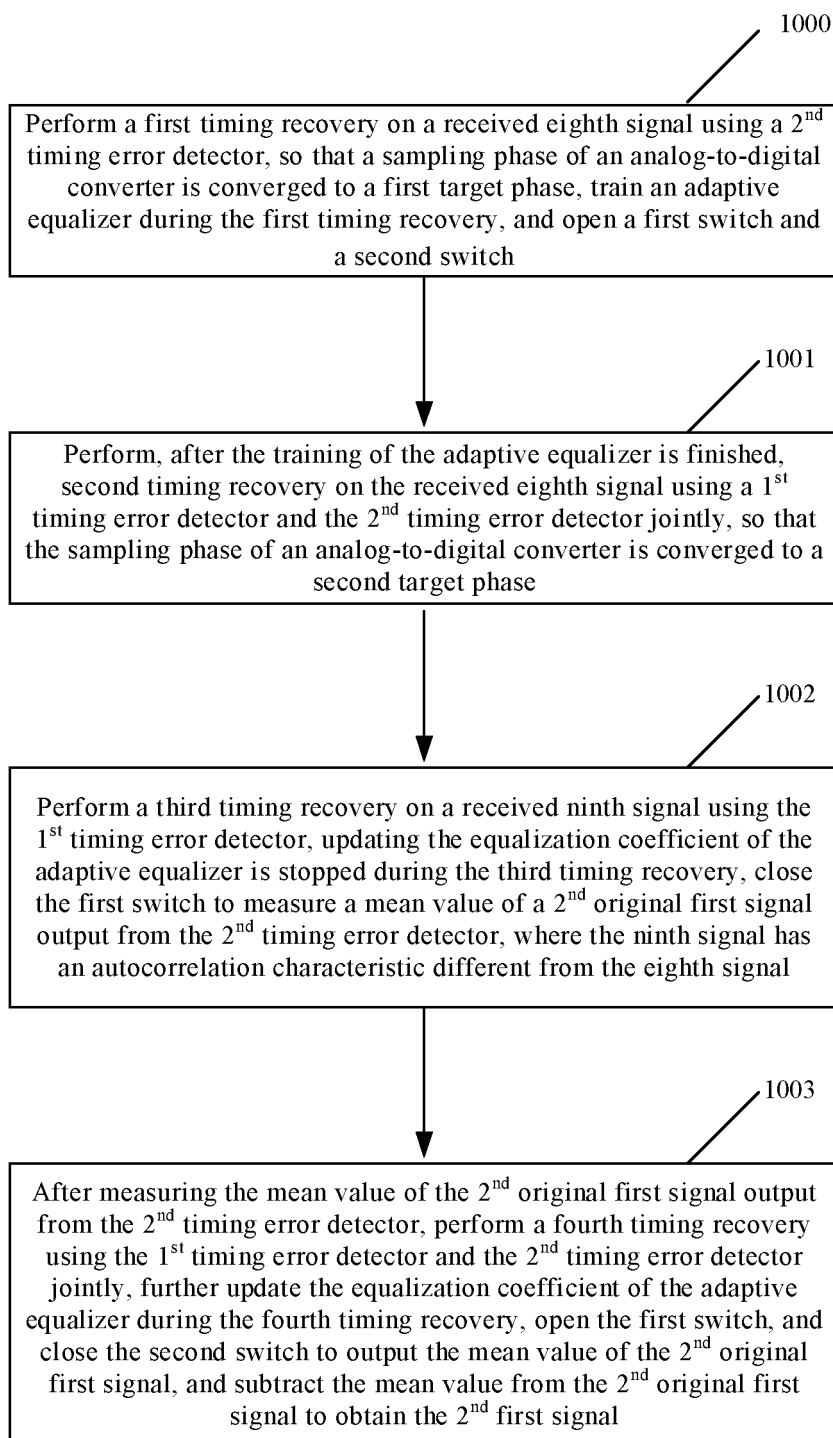 1000
Perform a first timing recovery on a received eighth signal using a 2nd
timing error detector, so that a sampling phase of an analog-to-digital
converter is converged to a first target phase, train an adaptive
equalizer during the first timing recovery, and open a first switch and
a second switch
1001
Perform, after the training of the adaptive equalizer is finished,
second timing recovery on the received eighth signal using a 1st
timing error detector and the 2nd timing error detector jointly, so that
the sampling phase of an analog-to-digital converter is converged to a
second target phase
1002
Perform a third timing recovery on a received ninth signal using the
1st timing error detector, updating the equalization coefficient of the
adaptive equalizer is stopped during the third timing recovery, close
the first switch to measure a mean value of a 2nd original first signal
output from the 2nd timing error detector, where the ninth signal has
an autocorrelation characteristic different from the eighth signal
1003
After measuring the mean value of the 2nd original first signal output
from the 2nd timing error detector, perform a fourth timing recovery
using the 1st timing error detector and the 2nd timing error detector
jointly, further update the equalization coefficient of the adaptive
equalizer during the fourth timing recovery, open the first switch, and
close the second switch to output the mean value of the 2nd original
first signal, and subtract the mean value from the 2nd original first
signal to obtain the 2nd first signal